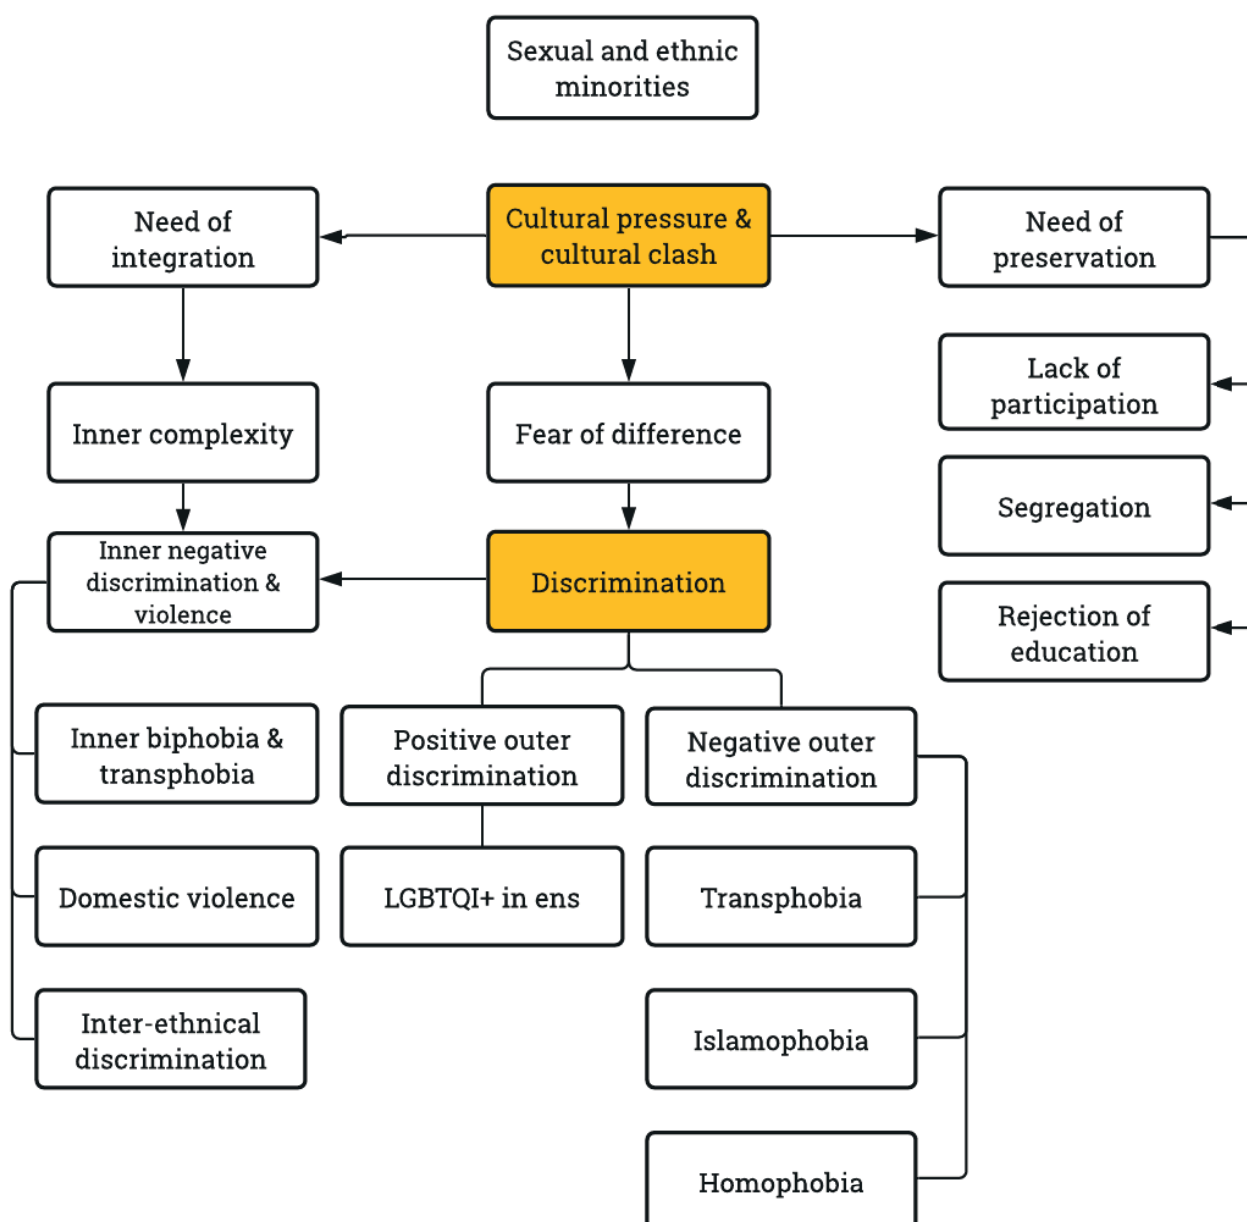 Sexual and ethnic
minorities
Need of
integration
Cultural pressure &
cultural clash
Need of
preservation
Inner complexity
Fear of difference
Lack of
participation
Segregation
Inner negative
discrimination &
violence
Discrimination
Rejection of
education
Inner biphobia &
transphobia
Positive outer
discrimination
Negative outer
discrimination
Domestic violence
LGBTQI+ in ens
Transphobia
Inter-ethnical
discrimination
Islamophobia
Homophobia